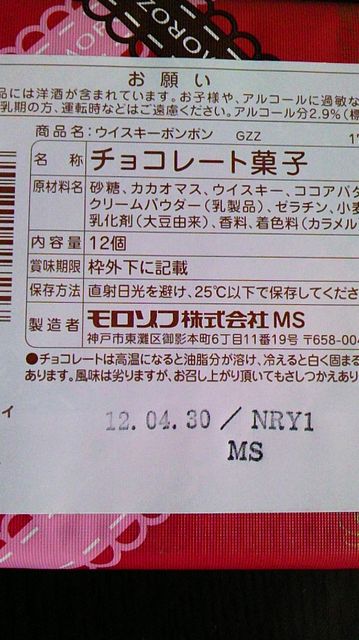 MOROZ
MOROZO
お願い
品には洋酒が含まれています。お子様や、アルコールに過敏な
乳期の方、運転時などはご遠慮ください。アルコール分2.9%(標
商品名:ウイスキーボンボン GZZ 1
名称 チョコレート菓子
原材料名 砂糖、カカオマス、ウイスキー、ココアバタ
クリームパウダー(乳製品)、ゼラチン、小麦
乳化剤(大豆由来)、香料、着色料(カラメル
内容量 12個
賞味期限 枠外下に記載
保存方法 直射日光を避け、25℃以下で保存してくださ
製造者 モロゾフ株式会社 MS
神戸市東灘区御影本町6丁目11番19号 〒658-004
●チョコレートは高温になると油脂分が溶け、冷えると白く固まる
あります。風味は劣りますが、お召し上がり頂いてもさしつかえあり
イ
12.04.30 / NRY1
MS